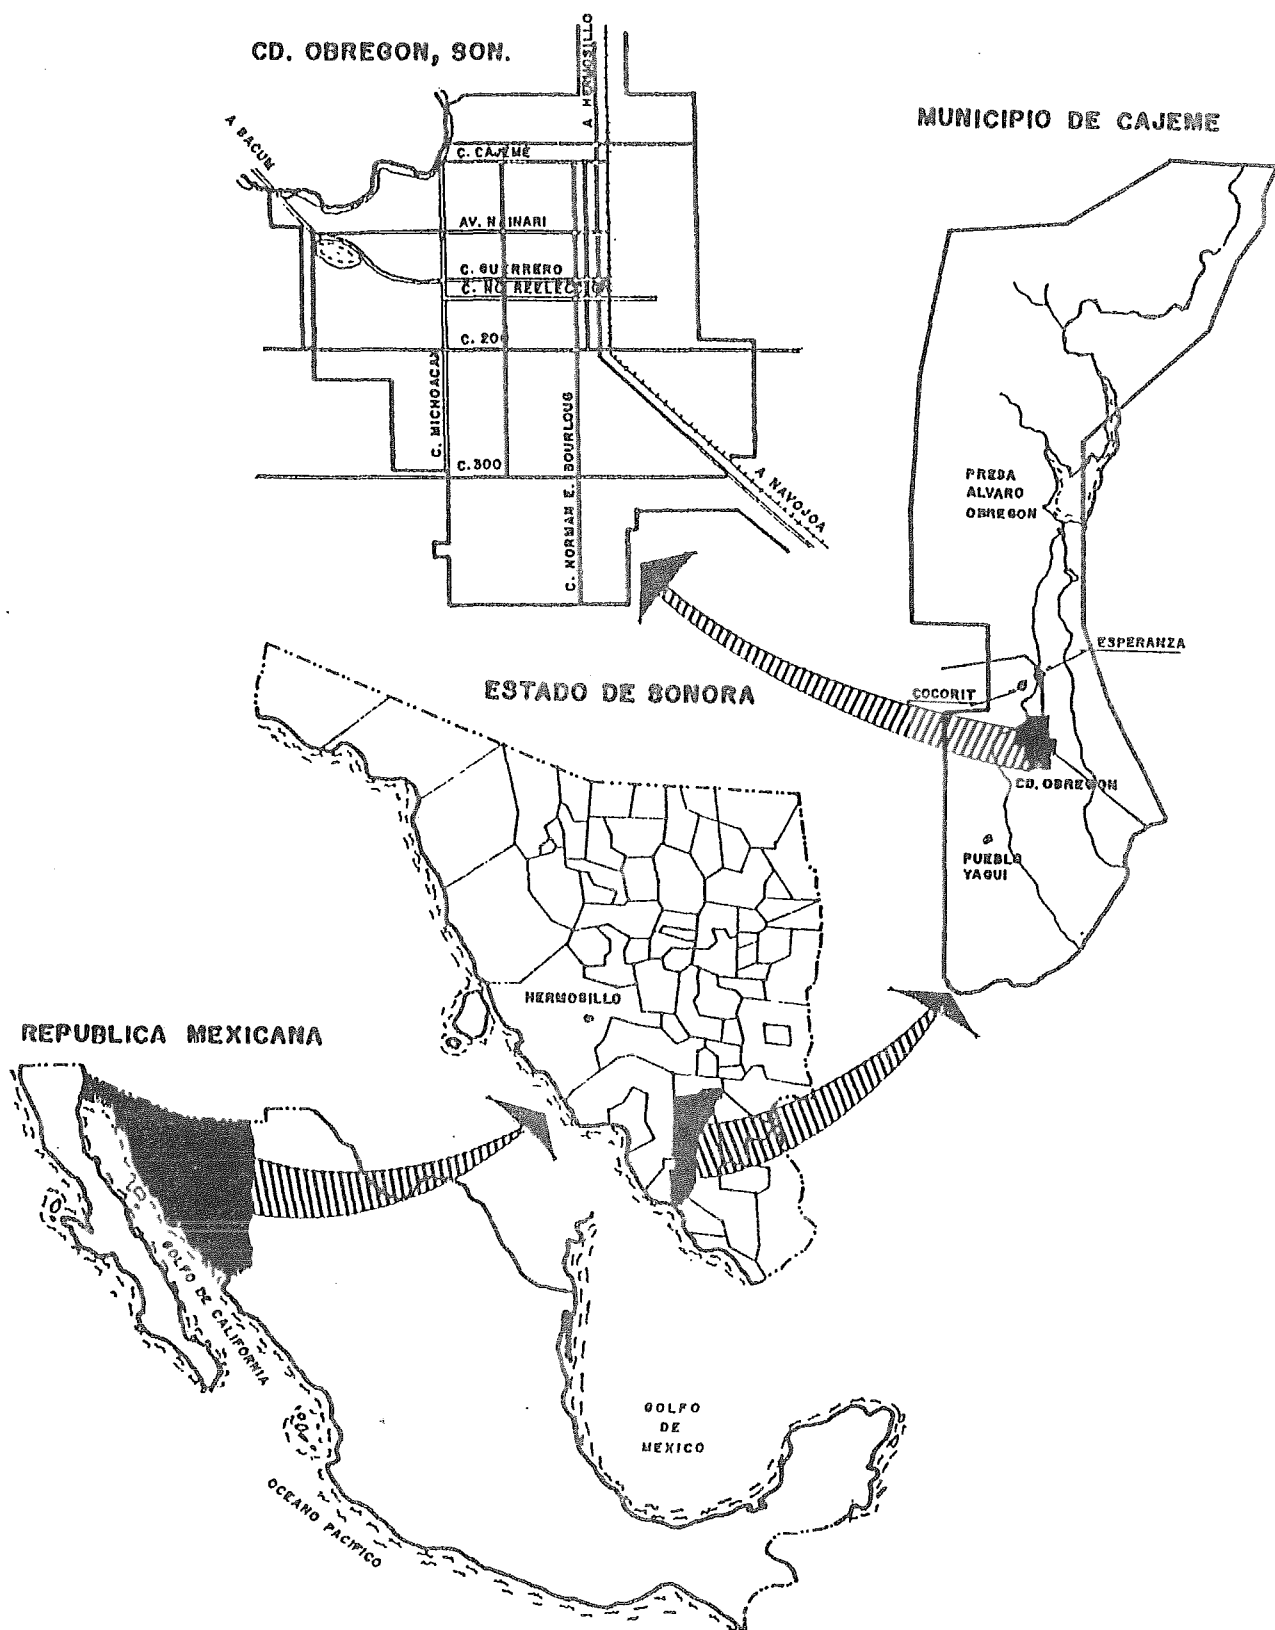 CD. OBREGON, SON.
A HERMOSILLO
A BACUM
C. CAJEME
AV. NAINARI
C. GUERRERO
C. NO REELECCION
C. 200
C. MICHOACAN
C. 300
C. NORMAN E. BOURLOUG
A NAVOJOA
MUNICIPIO DE CAJEME
PRESA
ALVARO
OBREGON
ESPERANZA
COCORIT
CD. OBREGON
PUEBLO
YAQUI
ESTADO DE SONORA
HERMOSILLO
REPUBLICA MEXICANA
GOLFO DE CALIFORNIA
GOLFO
DE
MEXICO
OCEANO PACIFICO